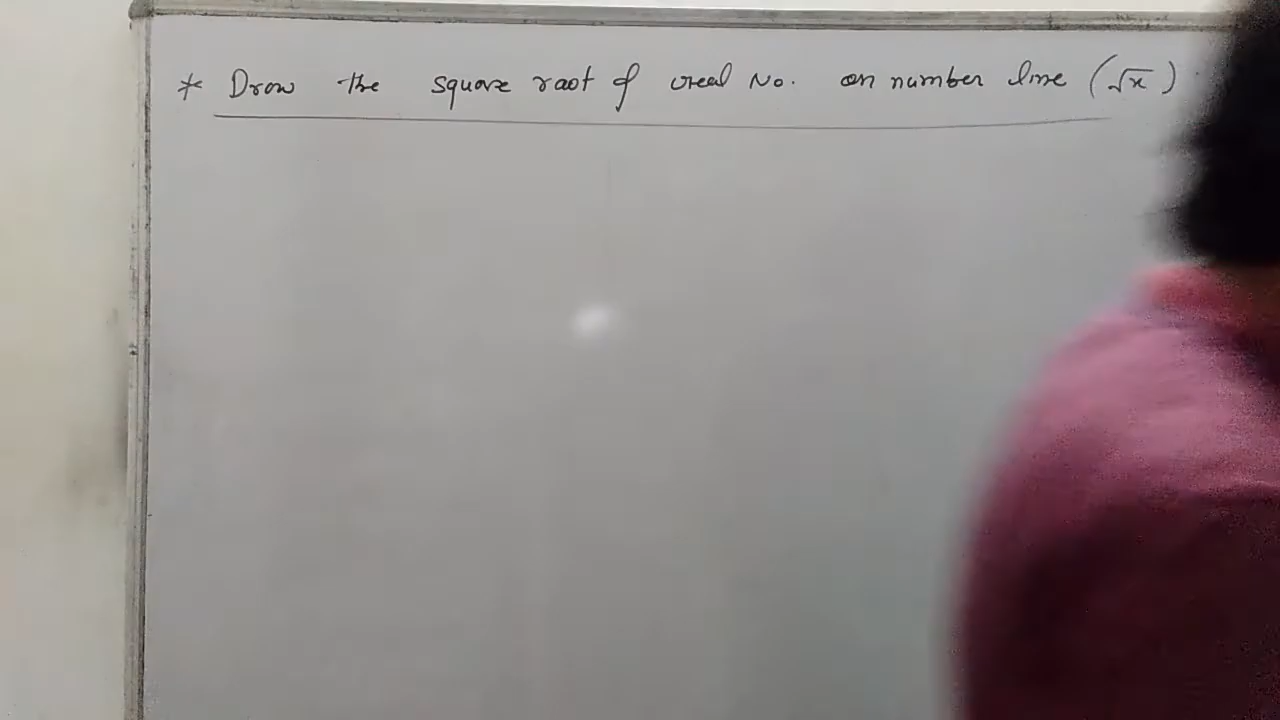 * Draw the square root of real No. on number line (√x)